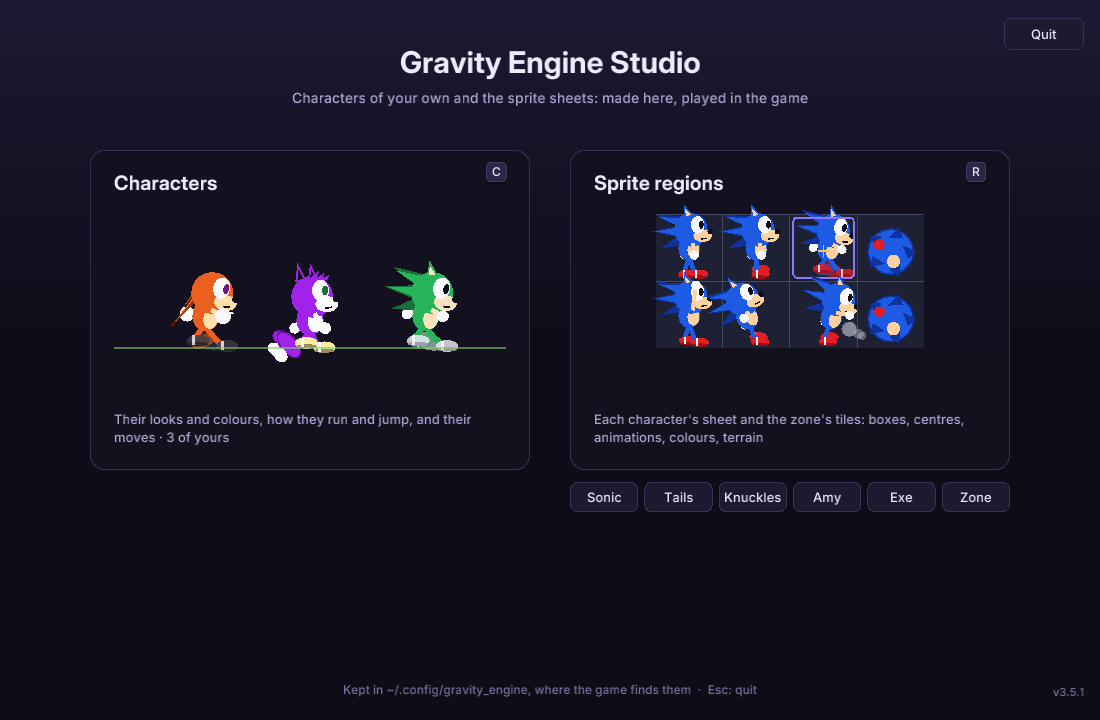 Quit
Gravity Engine Studio
Characters of your own and the sprite sheets: made here, played in the game
Characters
C
Their looks and colours, how they run and jump, and their
moves · 3 of yours
Sprite regions
R
Each character's sheet and the zone's tiles: boxes, centres,
animations, colours, terrain
Sonic
Tails
Knuckles
Amy
Exe
Zone
Kept in ~/.config/gravity_engine, where the game finds them · Esc: quit
v3.5.1